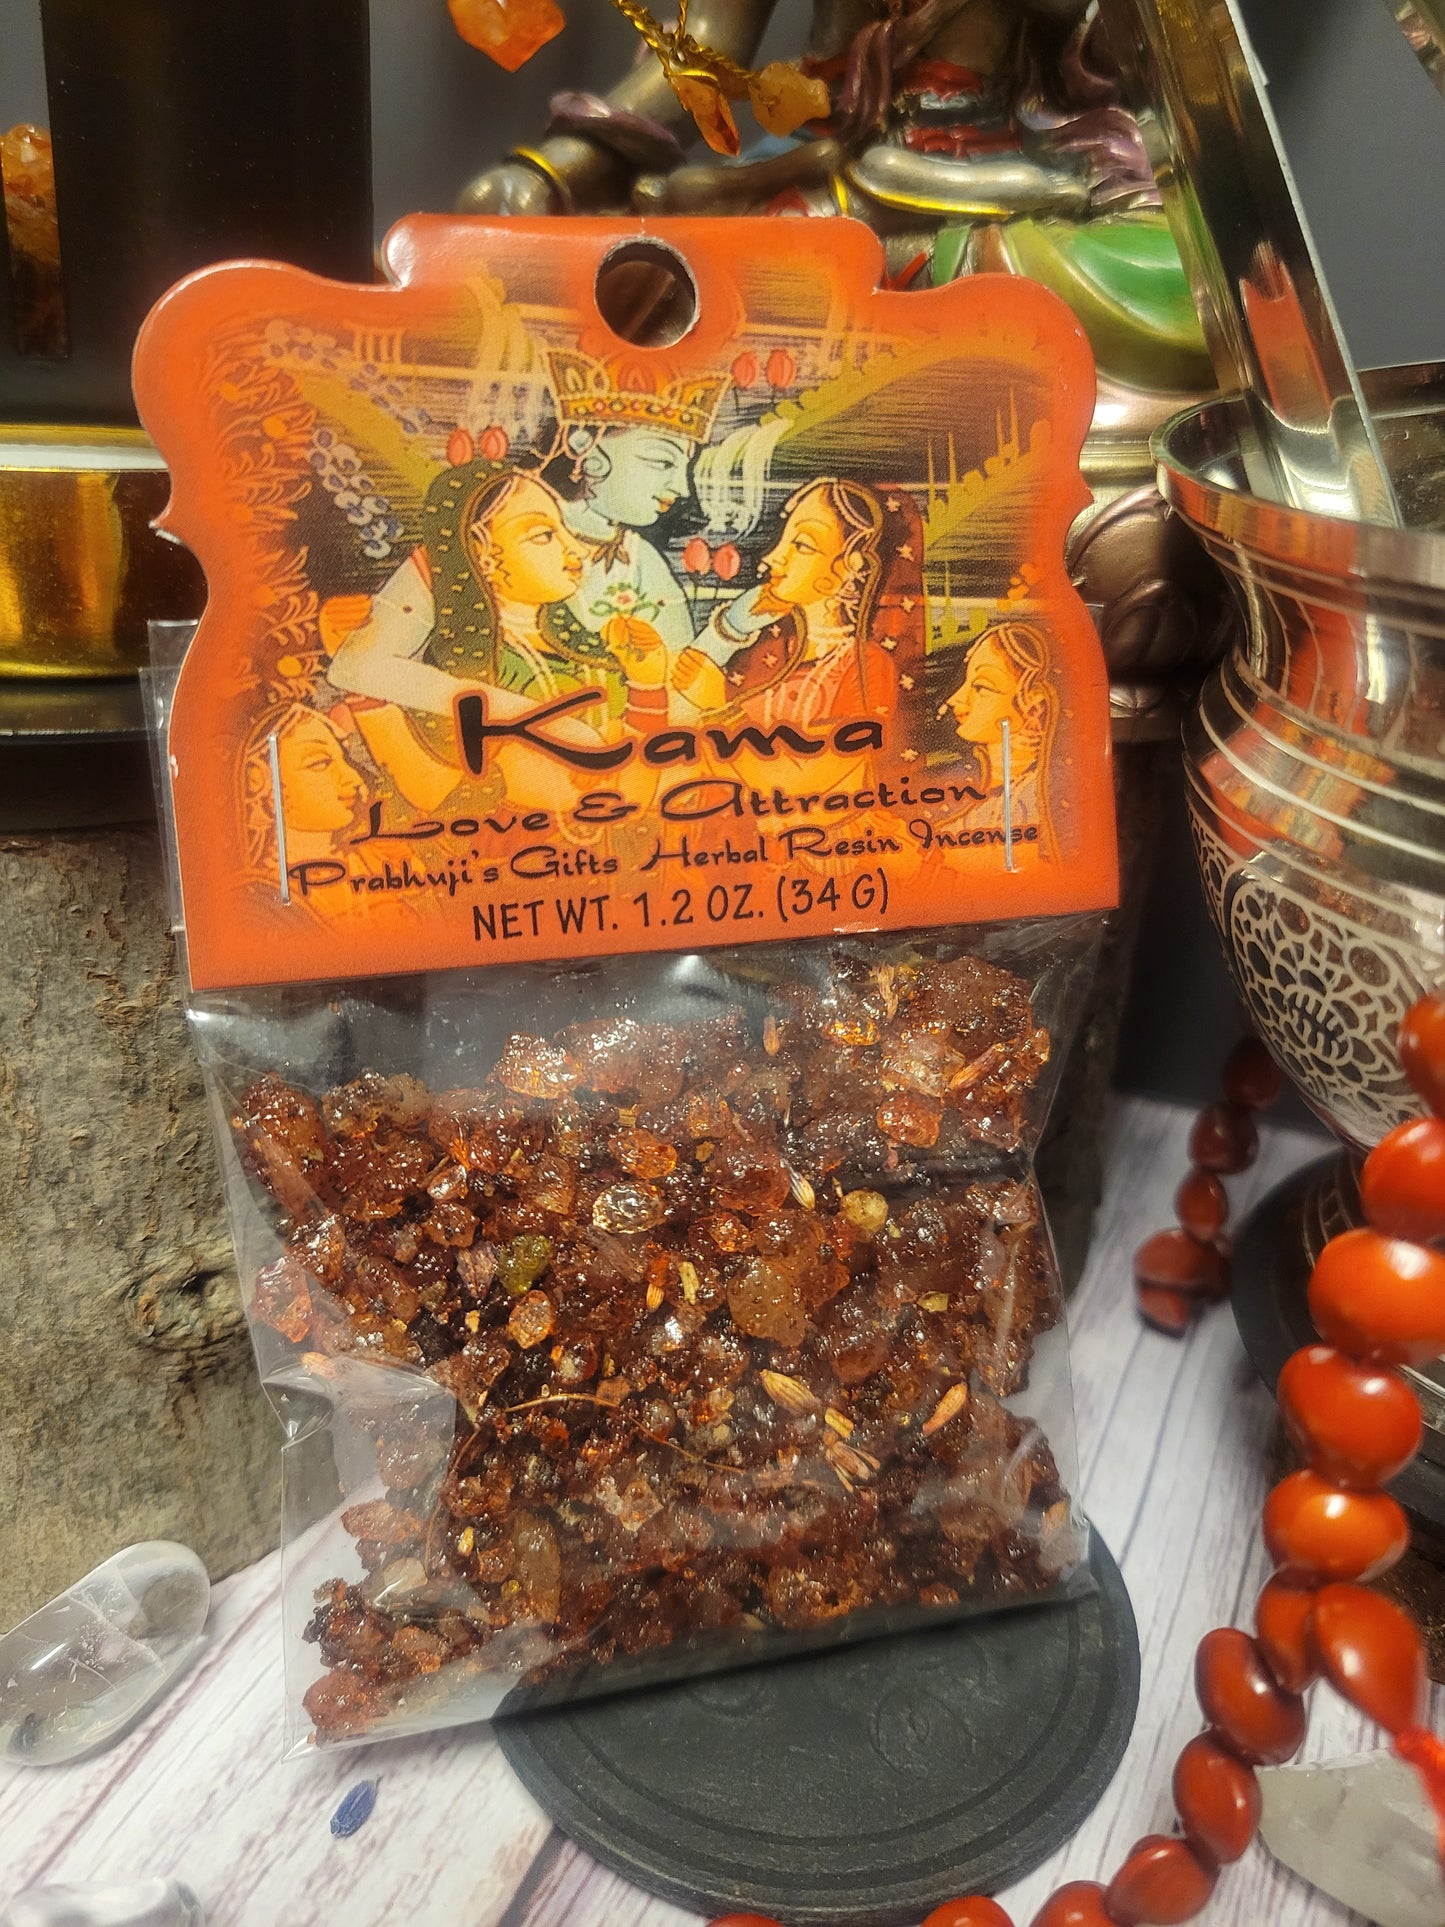 Kama
Love & Attraction
Prabhuji's Gifts Herbal Resin Incense
NET WT. 1.2 OZ. (34 G)